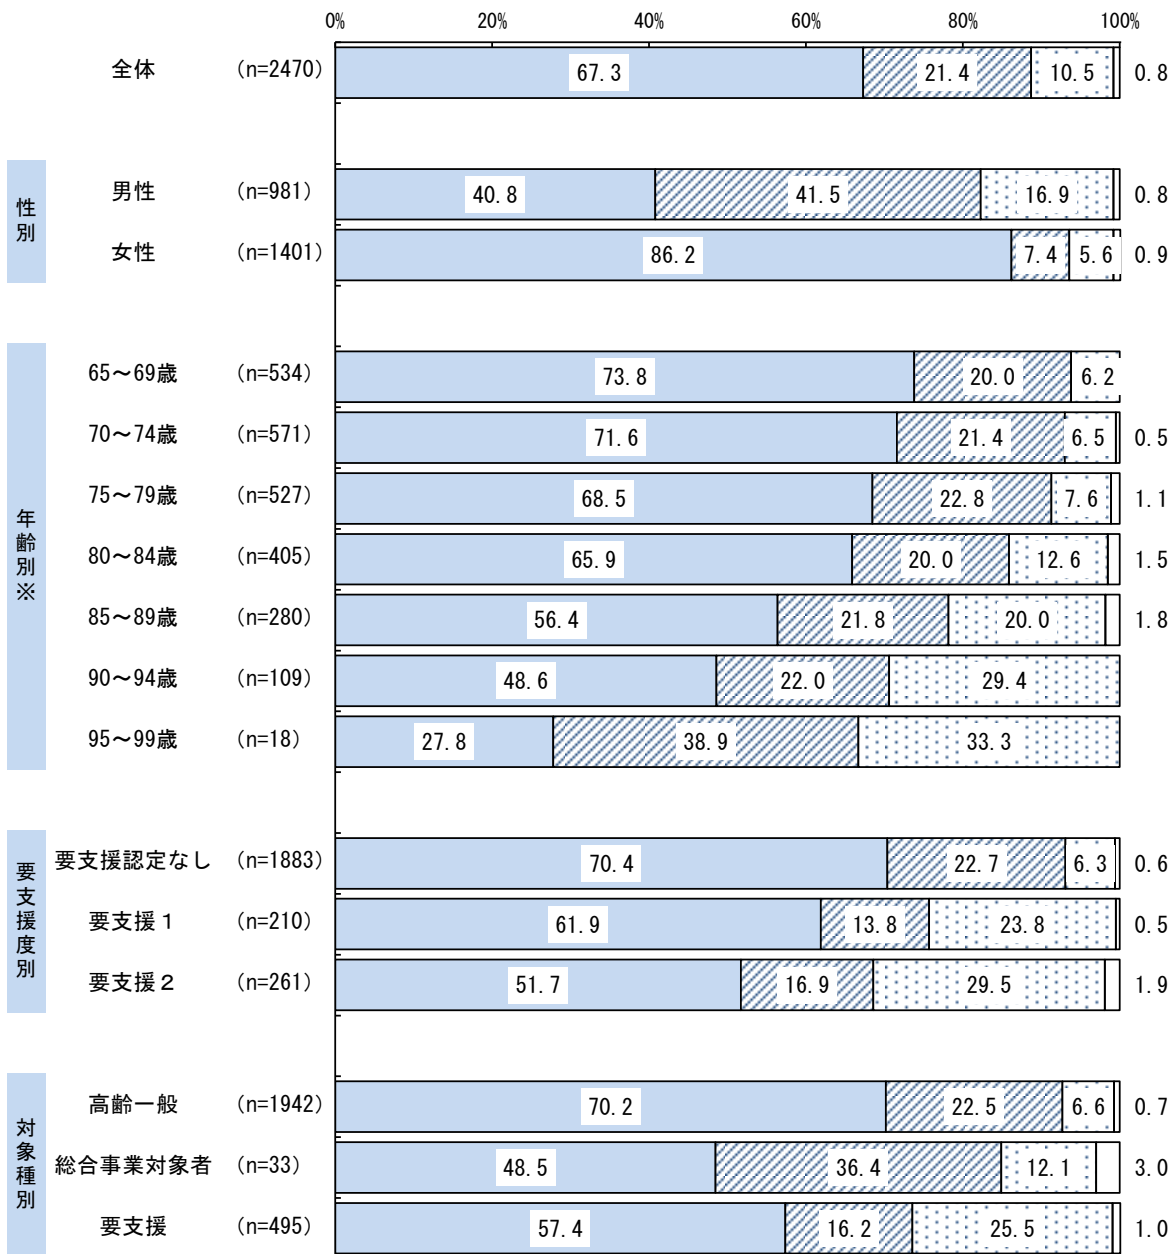 0% 20% 40% 60% 80% 100%
全体 (n=2470) 67.3 21.4 10.5 0.8
性別
男性 (n=981) 40.8 41.5 16.9 0.8
女性 (n=1401) 86.2 7.4 5.6 0.9
年齢別※
65～69歳 (n=534) 73.8 20.0 6.2
70～74歳 (n=571) 71.6 21.4 6.5 0.5
75～79歳 (n=527) 68.5 22.8 7.6 1.1
80～84歳 (n=405) 65.9 20.0 12.6 1.5
85～89歳 (n=280) 56.4 21.8 20.0 1.8
90～94歳 (n=109) 48.6 22.0 29.4
95～99歳 (n=18) 27.8 38.9 33.3
要支援度別
要支援認定なし (n=1883) 70.4 22.7 6.3 0.6
要支援１ (n=210) 61.9 13.8 23.8 0.5
要支援２ (n=261) 51.7 16.9 29.5 1.9
対象種別
高齢一般 (n=1942) 70.2 22.5 6.6 0.7
総合事業対象者 (n=33) 48.5 36.4 12.1 3.0
要支援 (n=495) 57.4 16.2 25.5 1.0